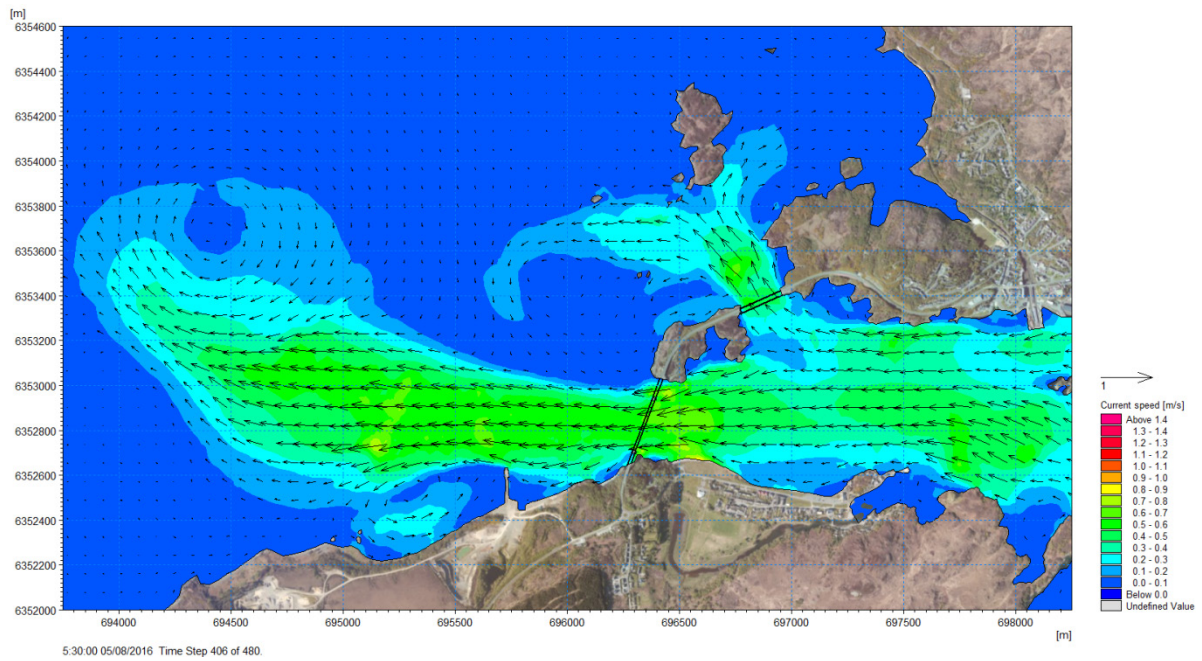 [m]
6354600
6354400
6354200
6354000
6353800
6353600
6353400
6353200
6353000
6352800
6352600
6352400
6352200
6352000
694000 694500 695000 695500 696000 696500 697000 697500 698000
[m]
5:30:00 05/08/2016 Time Step 406 of 480.
1
Current speed [m/s]
Above 1.4
1.3 - 1.4
1.2 - 1.3
1.1 - 1.2
1.0 - 1.1
0.9 - 1.0
0.8 - 0.9
0.7 - 0.8
0.6 - 0.7
0.5 - 0.6
0.4 - 0.5
0.3 - 0.4
0.2 - 0.3
0.1 - 0.2
0.0 - 0.1
Below 0.0
Undefined Value